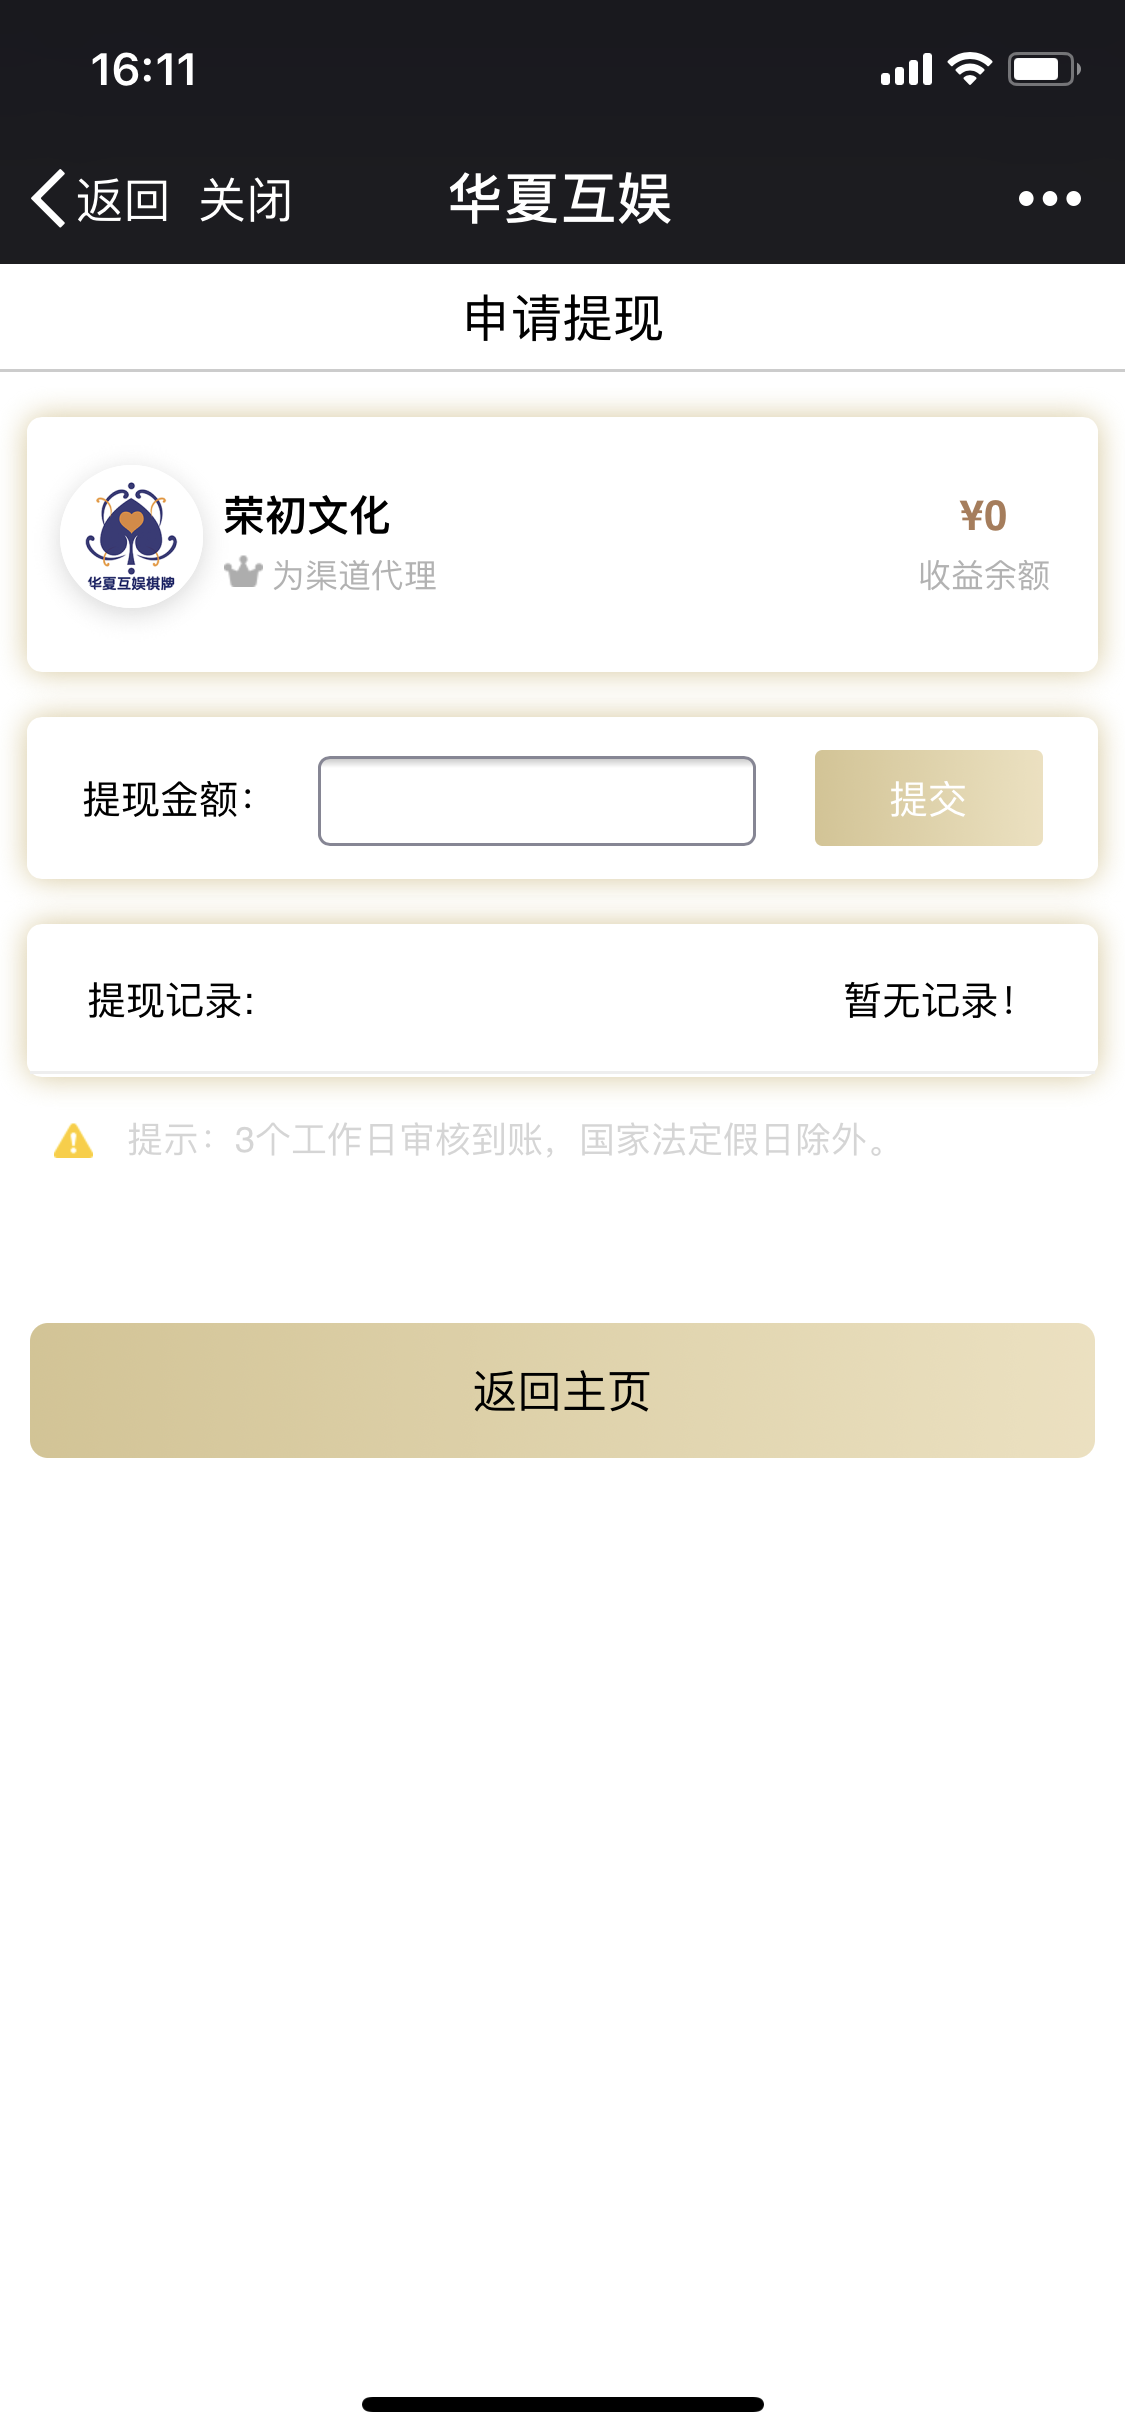 16:11
返回 关闭 华夏互娱
申请提现
荣初文化
为渠道代理
¥0
收益余额
华夏互娱棋牌
提现金额：
提交
提现记录:
暂无记录！
提示：3个工作日审核到账，国家法定假日除外。
返回主页